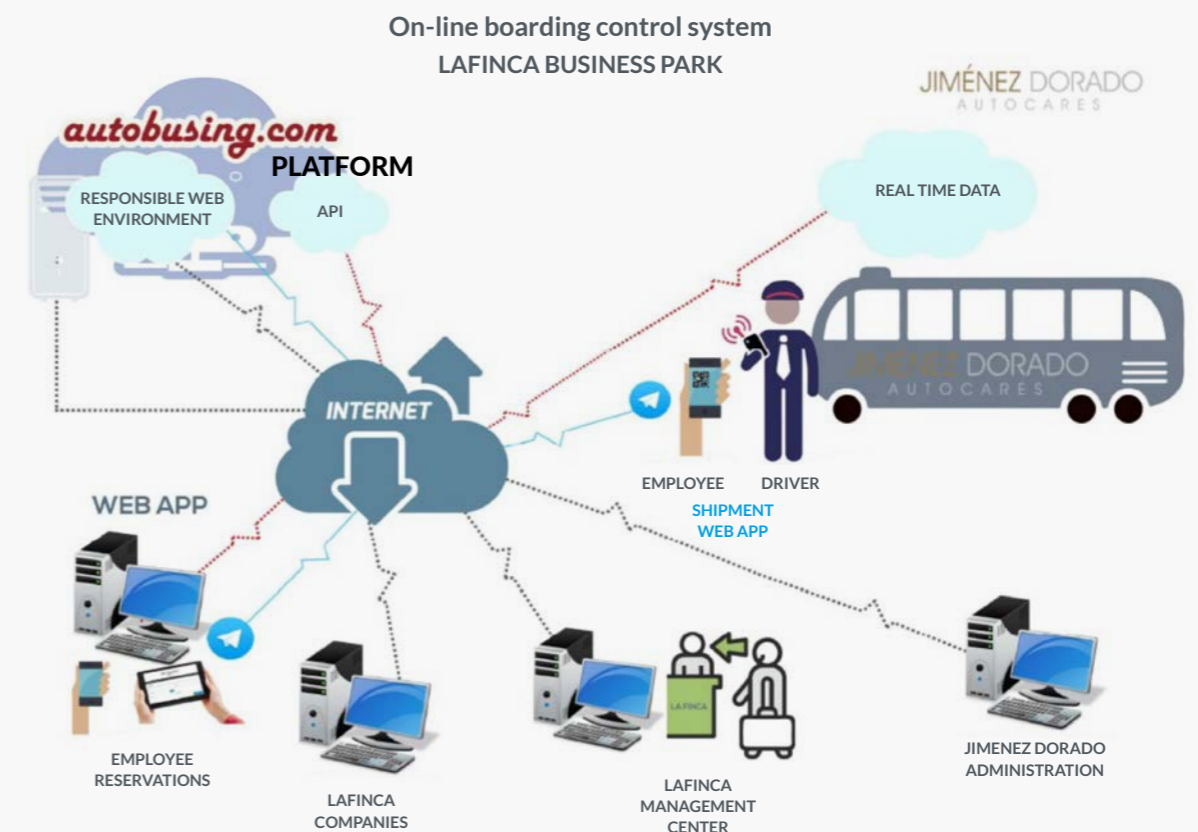 On-line boarding control system
LAFINCA BUSINESS PARK
JIMÉNEZ DORADO
AUTOCARES
autobusing.com
PLATFORM
RESPONSIBLE WEB
ENVIRONMENT
API
REAL TIME DATA
INTERNET
JIMÉNEZ DORADO
AUTOCARES
EMPLOYEE
DRIVER
SHIPMENT
WEB APP
WEB APP
LA FINCA
EMPLOYEE
RESERVATIONS
LAFINCA
COMPANIES
LAFINCA
MANAGEMENT
CENTER
JIMENEZ DORADO
ADMINISTRATION